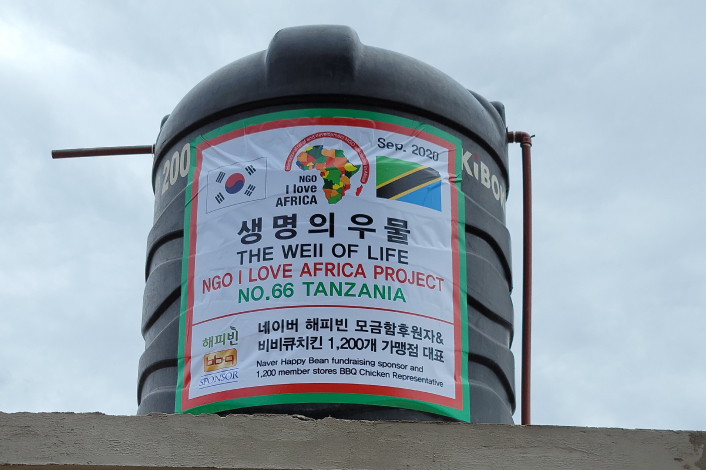 Sep. 2020
NGO
I love
AFRICA
생명의우물
THE WEII OF LIFE
NGO I LOVE AFRICA PROJECT
NO.66 TANZANIA
해피빈
네이버 해피빈 모금함후원자&
bbq
비비큐치킨 1,200개 가맹점 대표
SPONSOR
Naver Happy Bean fundraising sponsor and
1,200 member stores BBQ Chicken Representative
200
KIBON